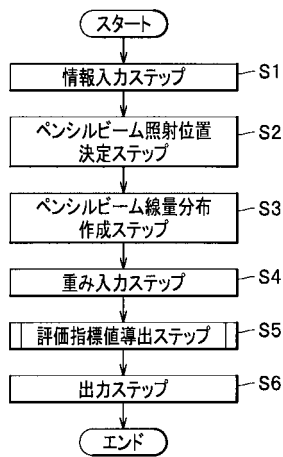 スタート
情報入力ステップ
S1
ペンシルビーム照射位置
決定ステップ
S2
ペンシルビーム線量分布
作成ステップ
S3
重み入力ステップ
S4
評価指標値導出ステップ
S5
出力ステップ
S6
エンド